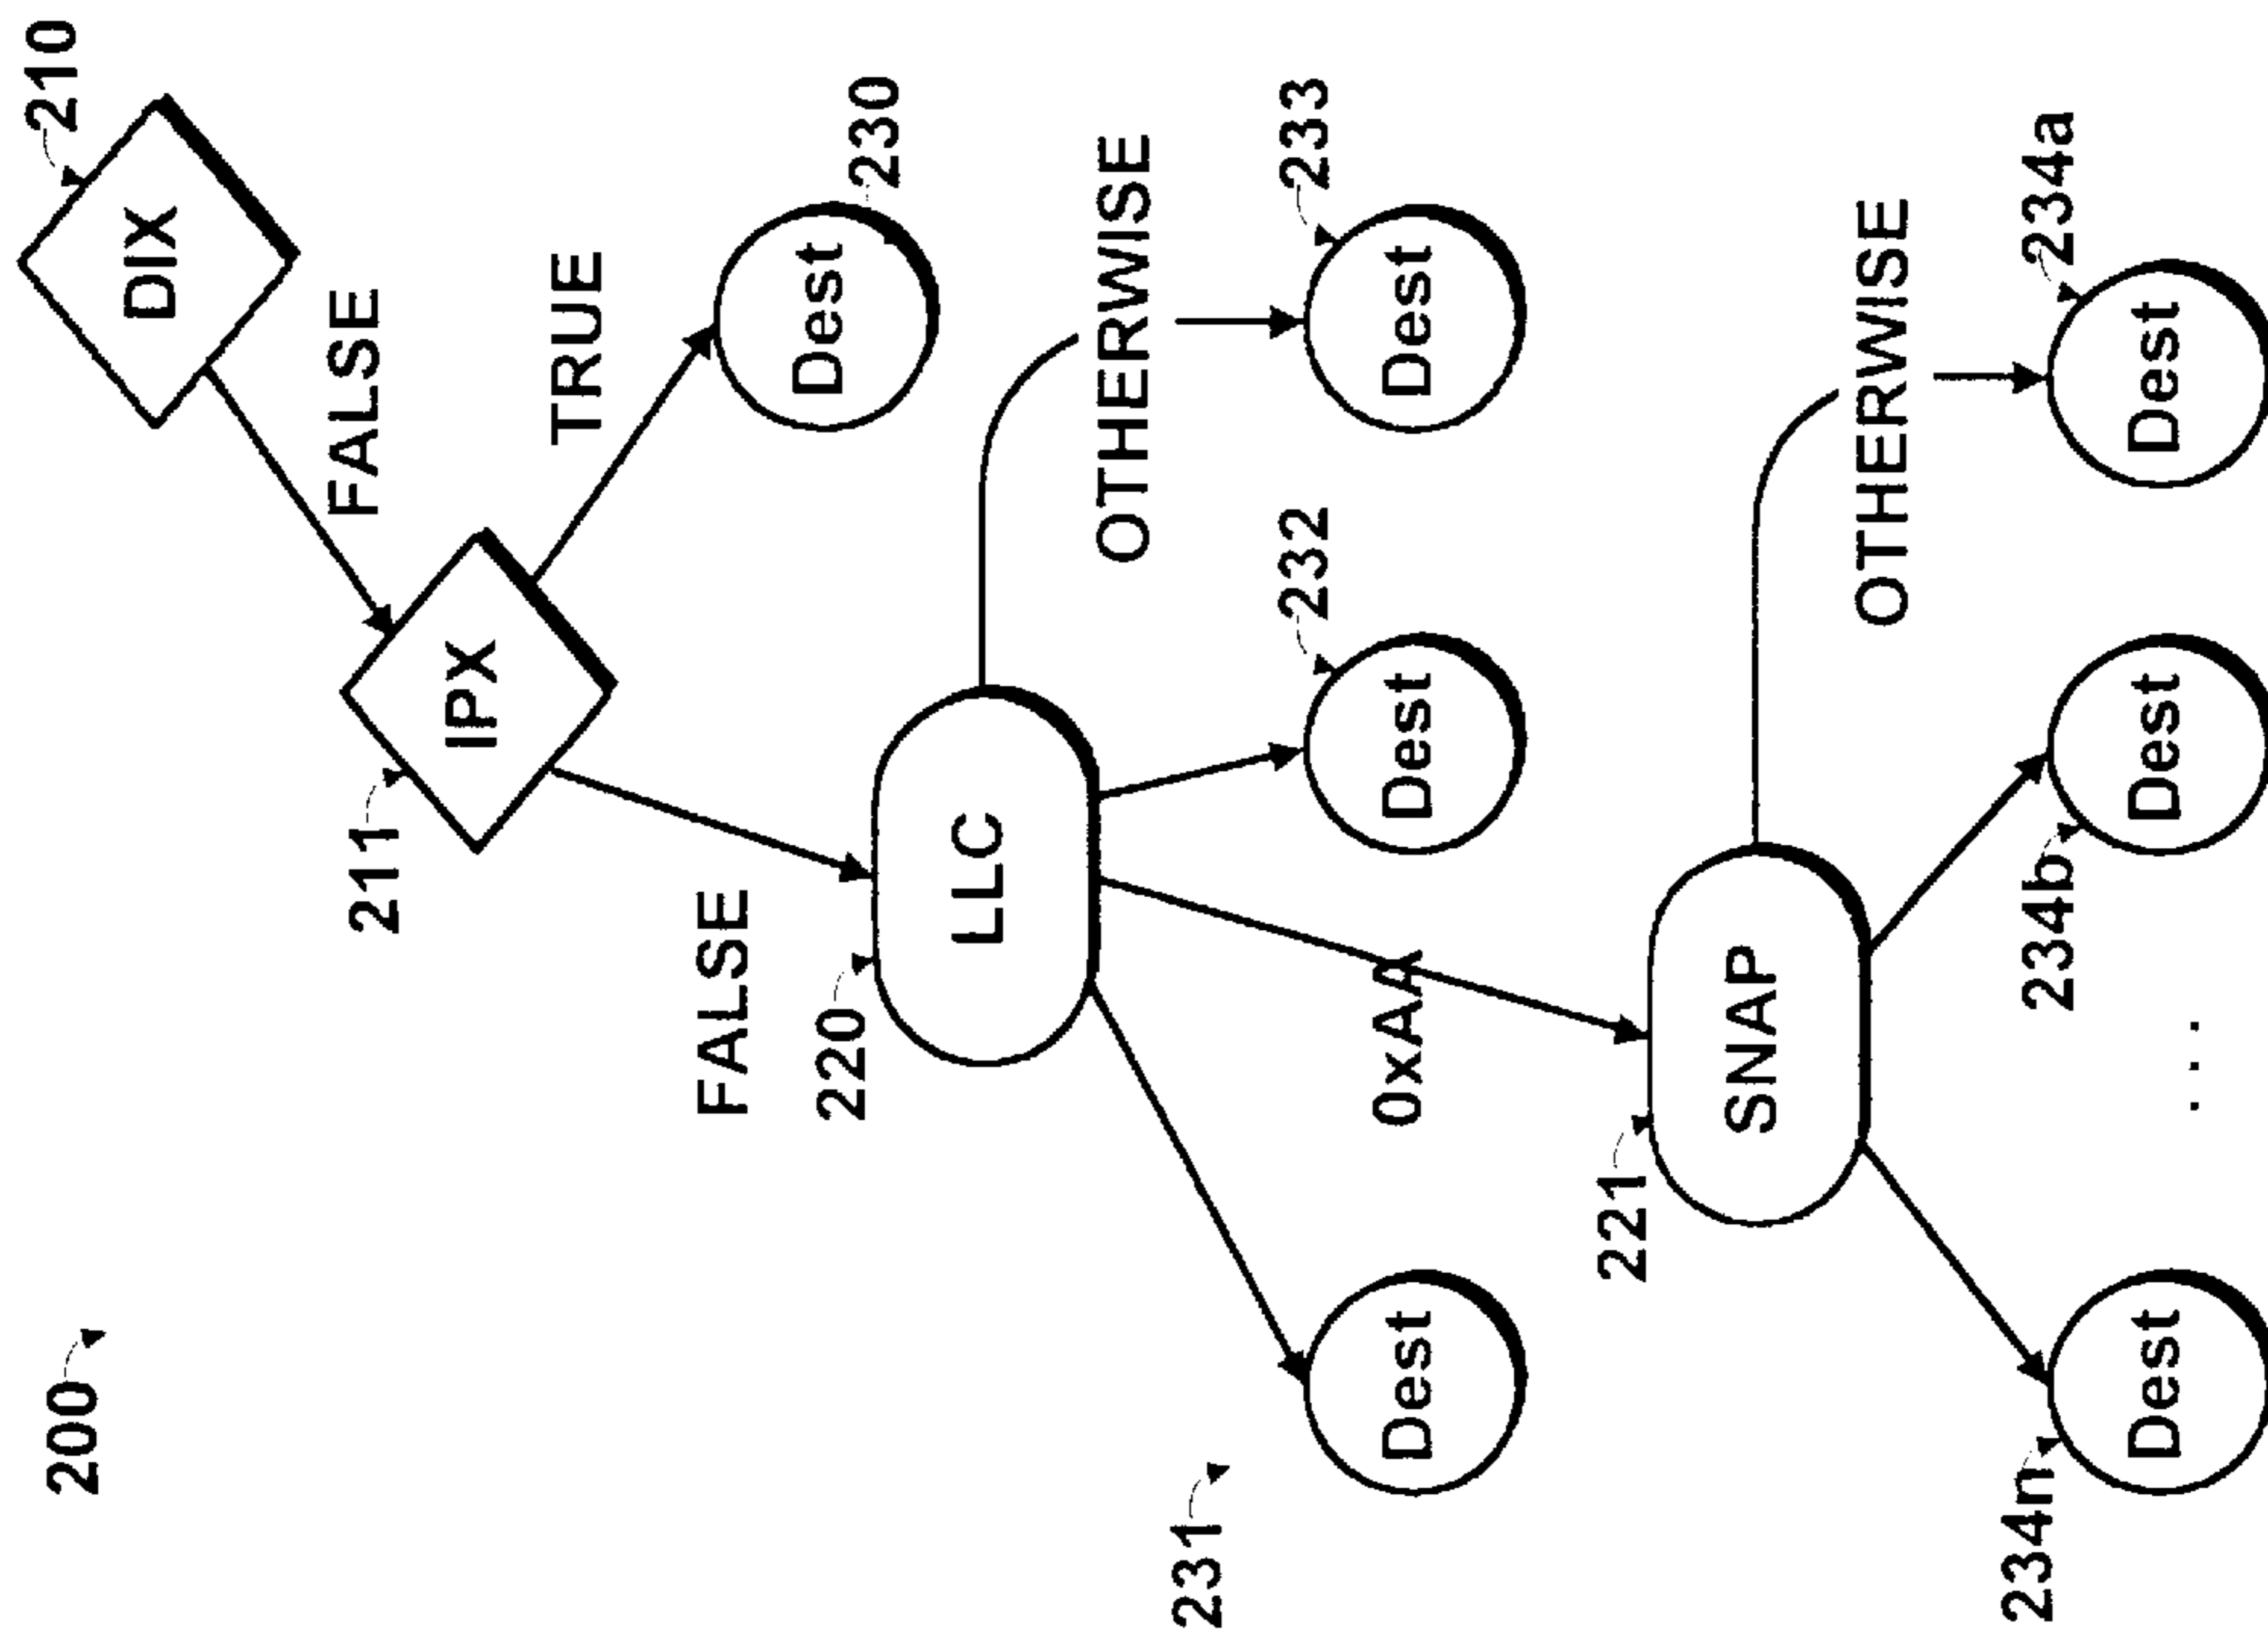 200
210
DIX
FALSE
211
IPX
TRUE
FALSE
Dest
230
220
LLC
OTHERWISE
231
Dest
0xAA
Dest
232
Dest
233
221
SNAP
OTHERWISE
234n
Dest
. . .
234b
Dest
234a
Dest